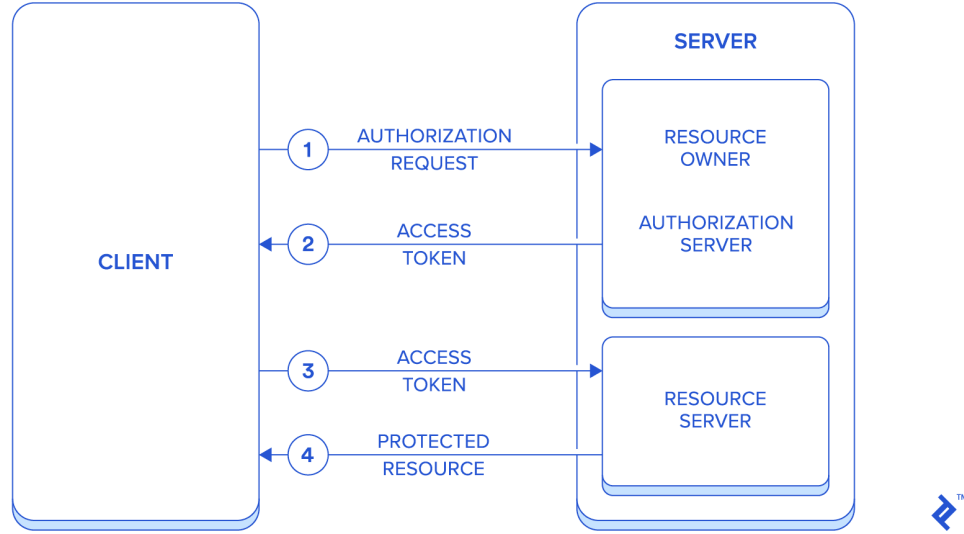 SERVER
CLIENT
1
AUTHORIZATION
REQUEST
RESOURCE
OWNER
2
ACCESS
TOKEN
AUTHORIZATION
SERVER
3
ACCESS
TOKEN
RESOURCE
SERVER
4
PROTECTED
RESOURCE
TM